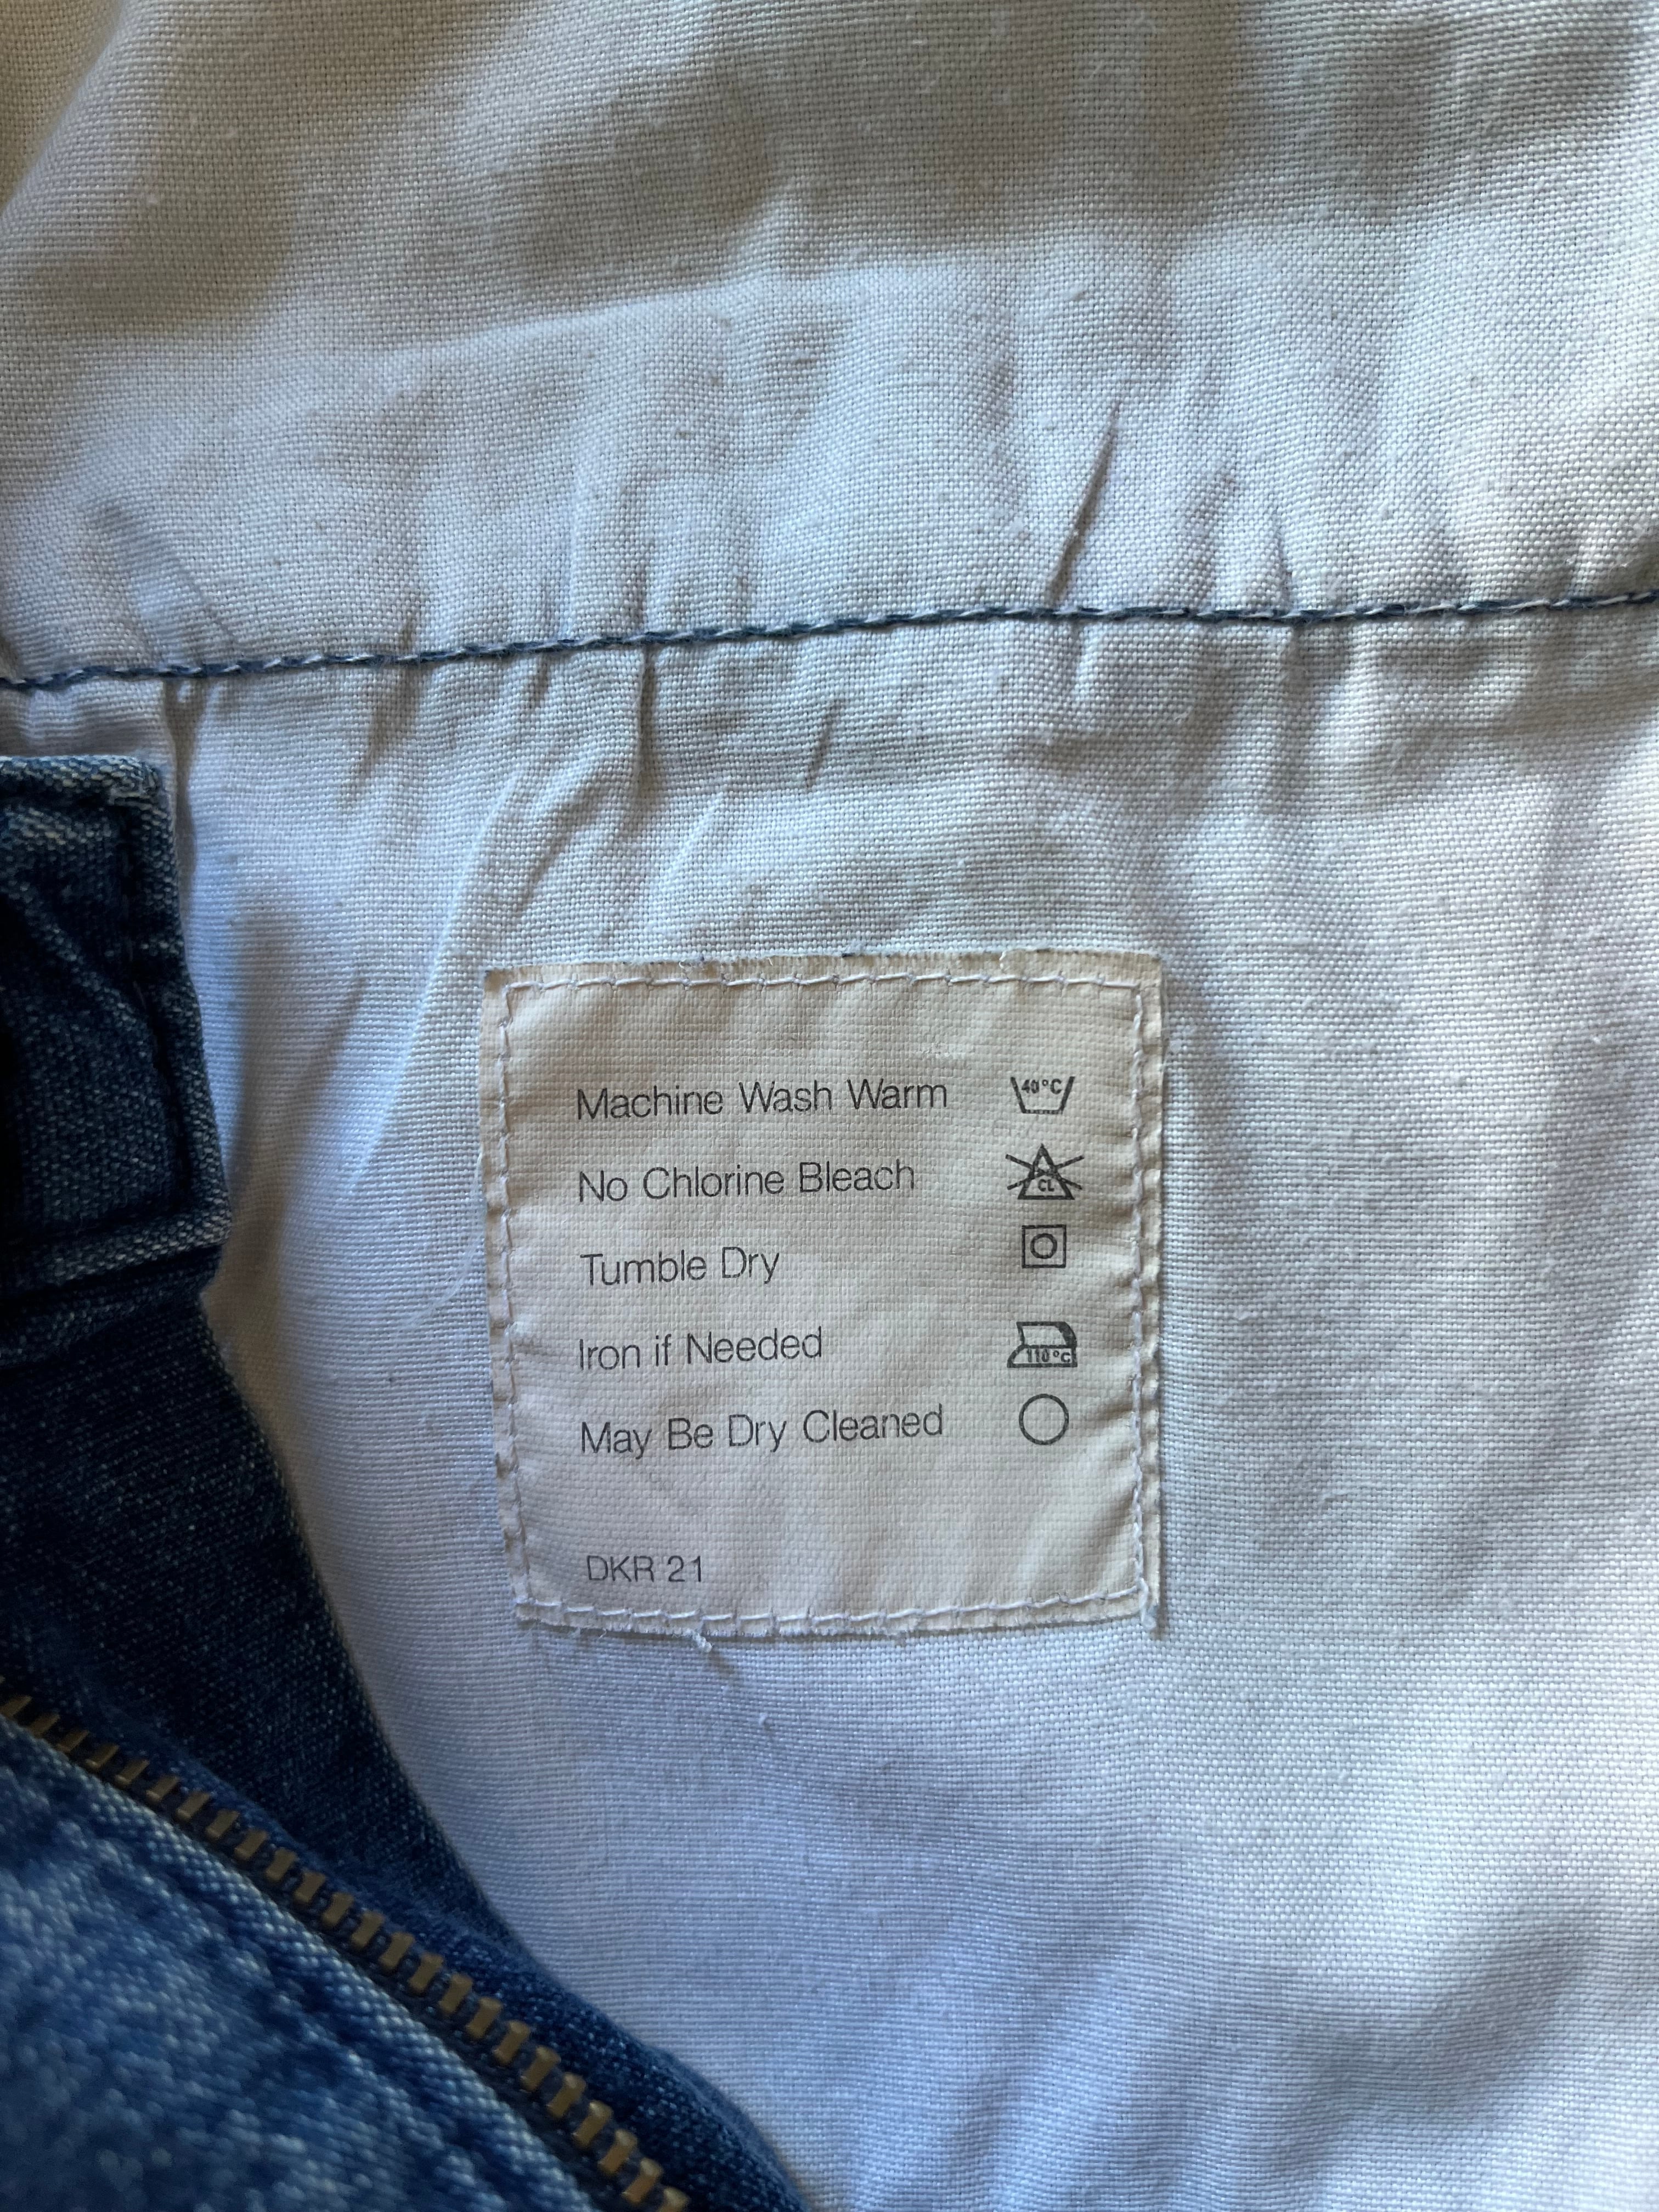 Machine Wash Warm 40°C
No Chlorine Bleach CL
Tumble Dry
Iron if Needed 110°C
May Be Dry Cleaned
DKR 21